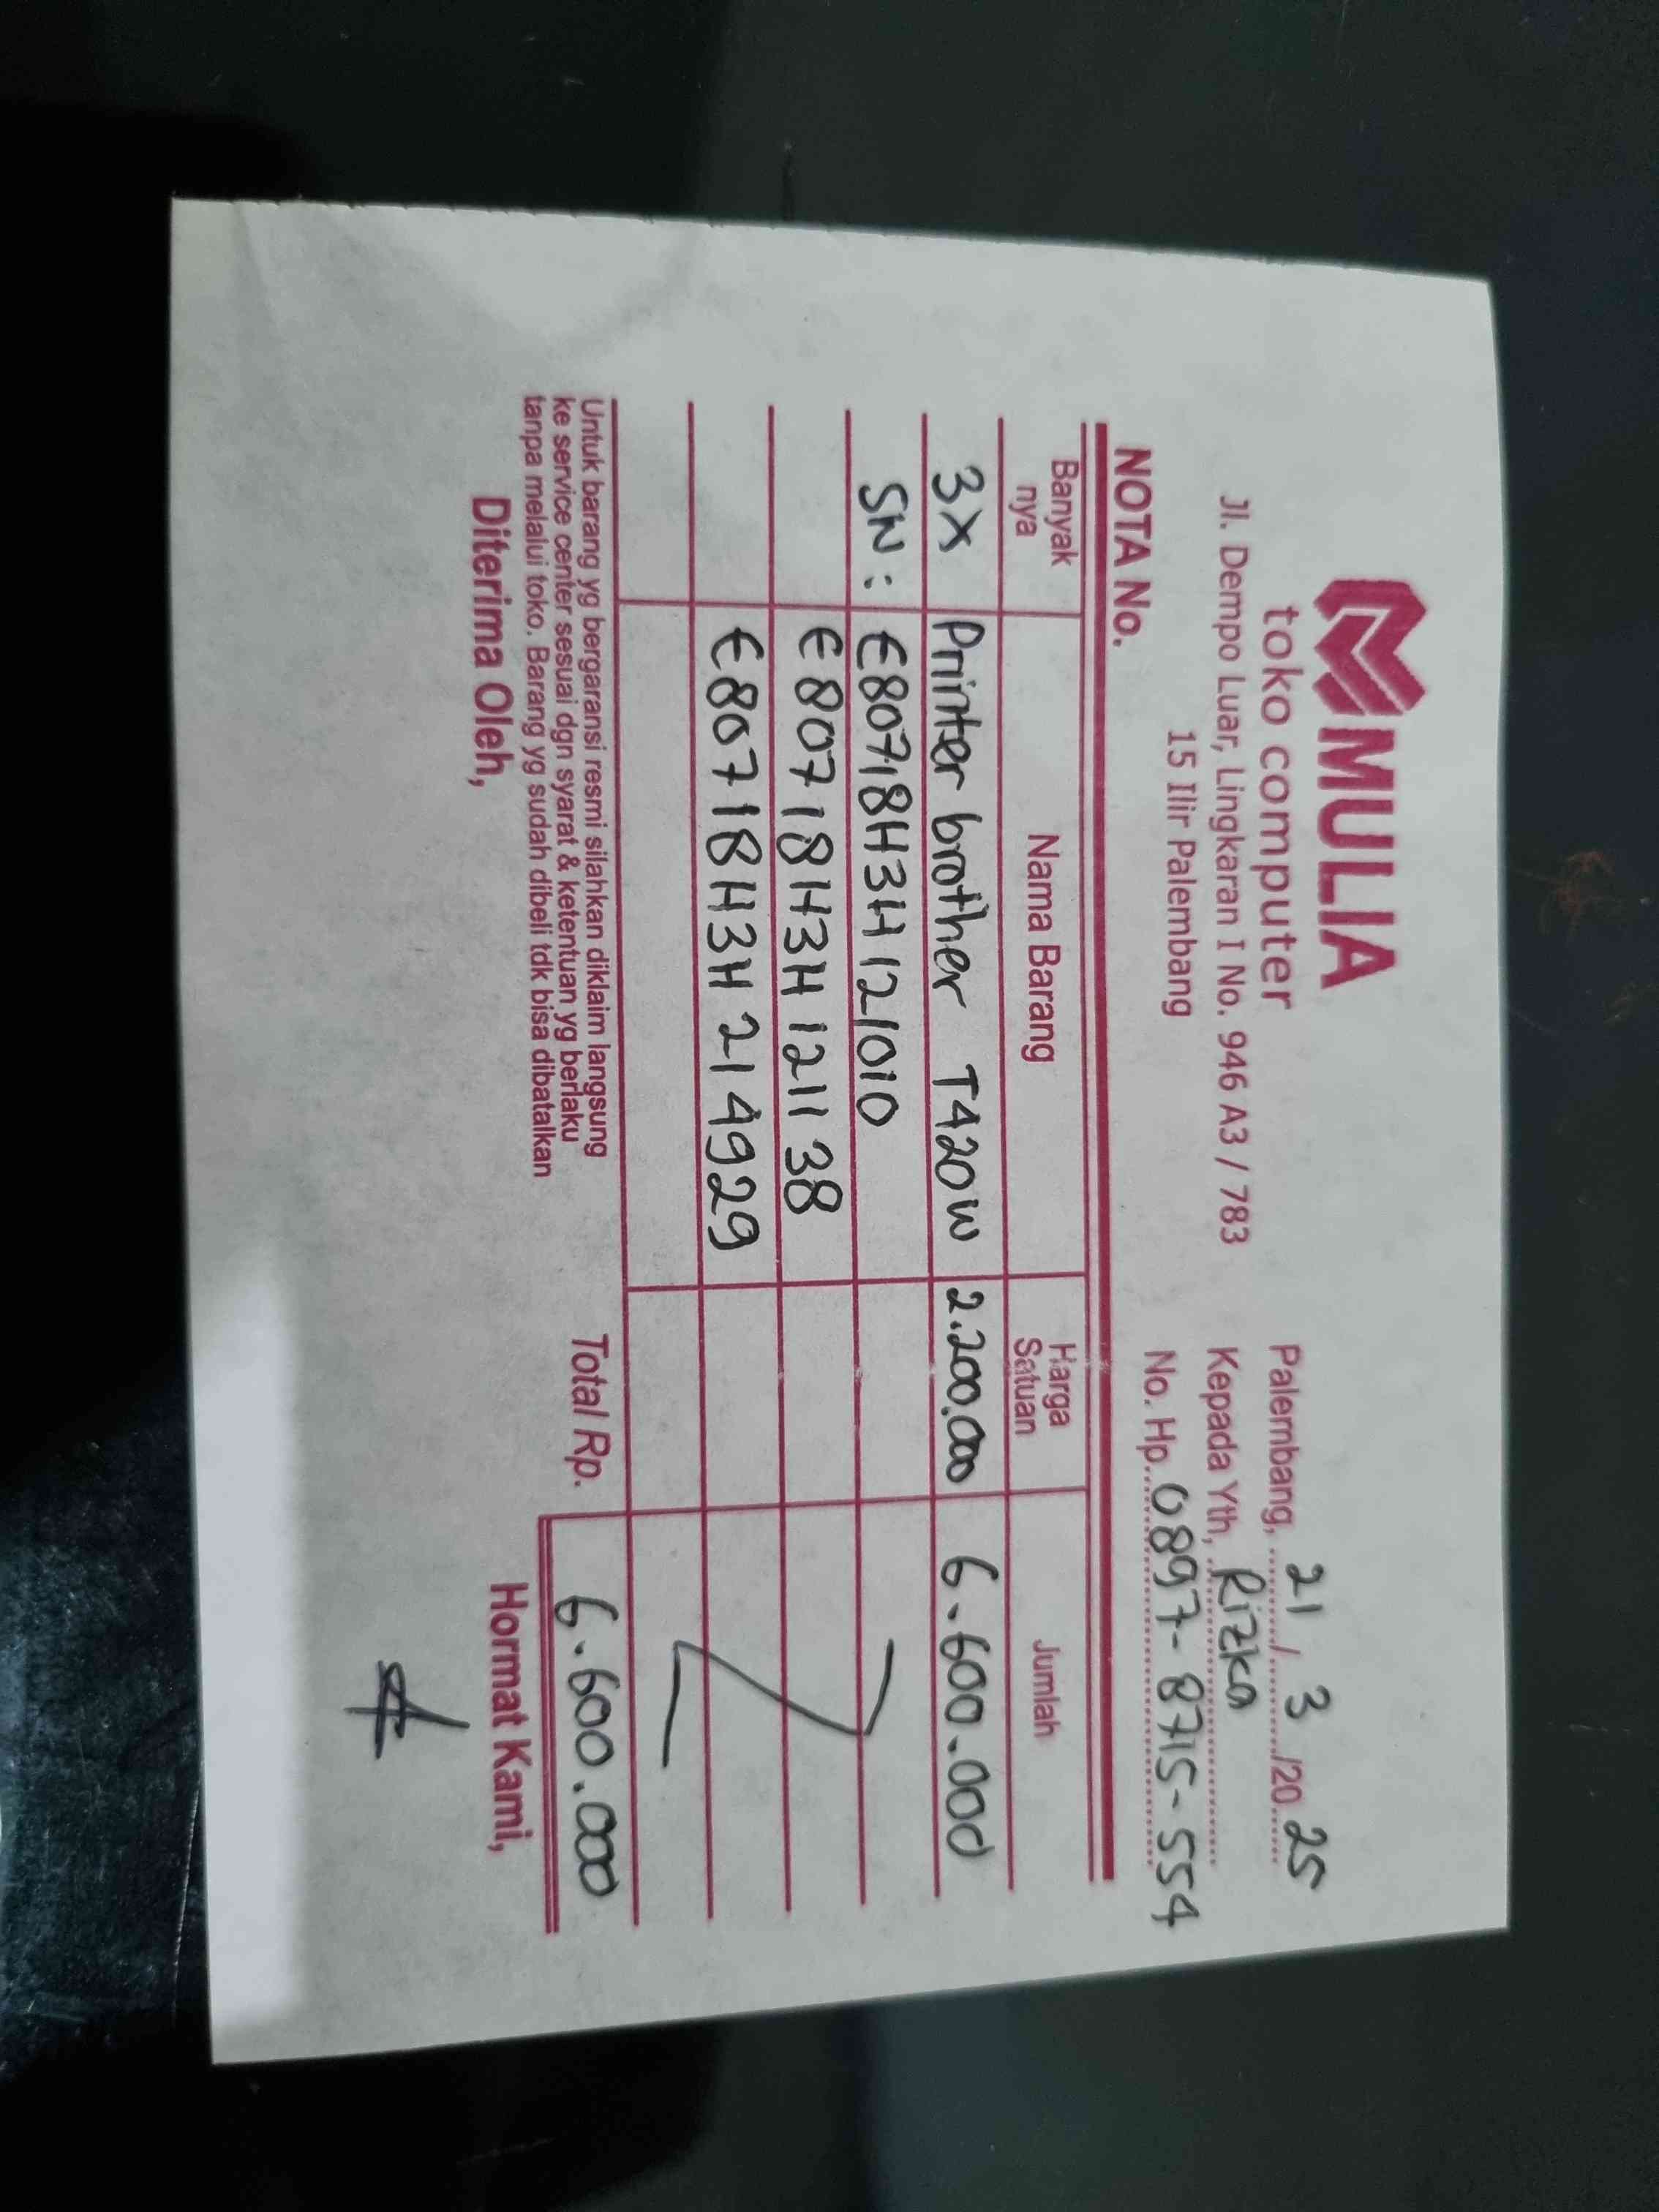 MULIA
toko computer
Jl. Dempo Luar, Lingkaran I No. 946 A3 / 783
15 Ilir Palembang
Palembang, 21 / 3 /20 25
Kepada Yth, Rizka
No. Hp. 0897-8715-554
NOTA No.
Banyak nya Nama Barang Harga Satuan Jumlah
3x Printer brother T420W 2.200.000 6.600.000
SN: E80718H3H121010
E80718H3H121138
E80718H3H214929
Untuk barang yg bergaransi resmi silahkan diklaim langsung
ke service center sesuai dgn syarat & ketentuan yg berlaku
tanpa melalui toko. Barang yg sudah dibeli tdk bisa dibatalkan
Total Rp. 6.600.000
Diterima Oleh, Hormat Kami,